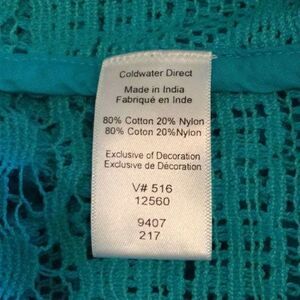 Coldwater Direct
Made in India
Fabriqué en Inde
80% Cotton 20% Nylon
80% Coton 20%Nylon
Exclusive of Decoration
Exclusive de Décoration
V# 516
12560
9407
217